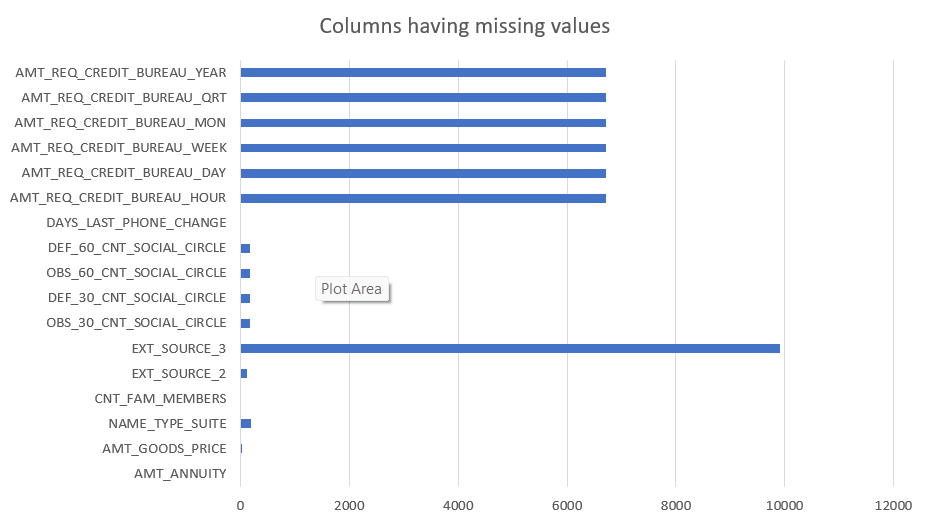 Columns having missing values
AMT_REQ_CREDIT_BUREAU_YEAR
AMT_REQ_CREDIT_BUREAU_QRT
AMT_REQ_CREDIT_BUREAU_MON
AMT_REQ_CREDIT_BUREAU_WEEK
AMT_REQ_CREDIT_BUREAU_DAY
AMT_REQ_CREDIT_BUREAU_HOUR
DAYS_LAST_PHONE_CHANGE
DEF_60_CNT_SOCIAL_CIRCLE
OBS_60_CNT_SOCIAL_CIRCLE
Plot Area
DEF_30_CNT_SOCIAL_CIRCLE
OBS_30_CNT_SOCIAL_CIRCLE
EXT_SOURCE_3
EXT_SOURCE_2
CNT_FAM_MEMBERS
NAME_TYPE_SUITE
AMT_GOODS_PRICE
AMT_ANNUITY
0 2000 4000 6000 8000 10000 12000